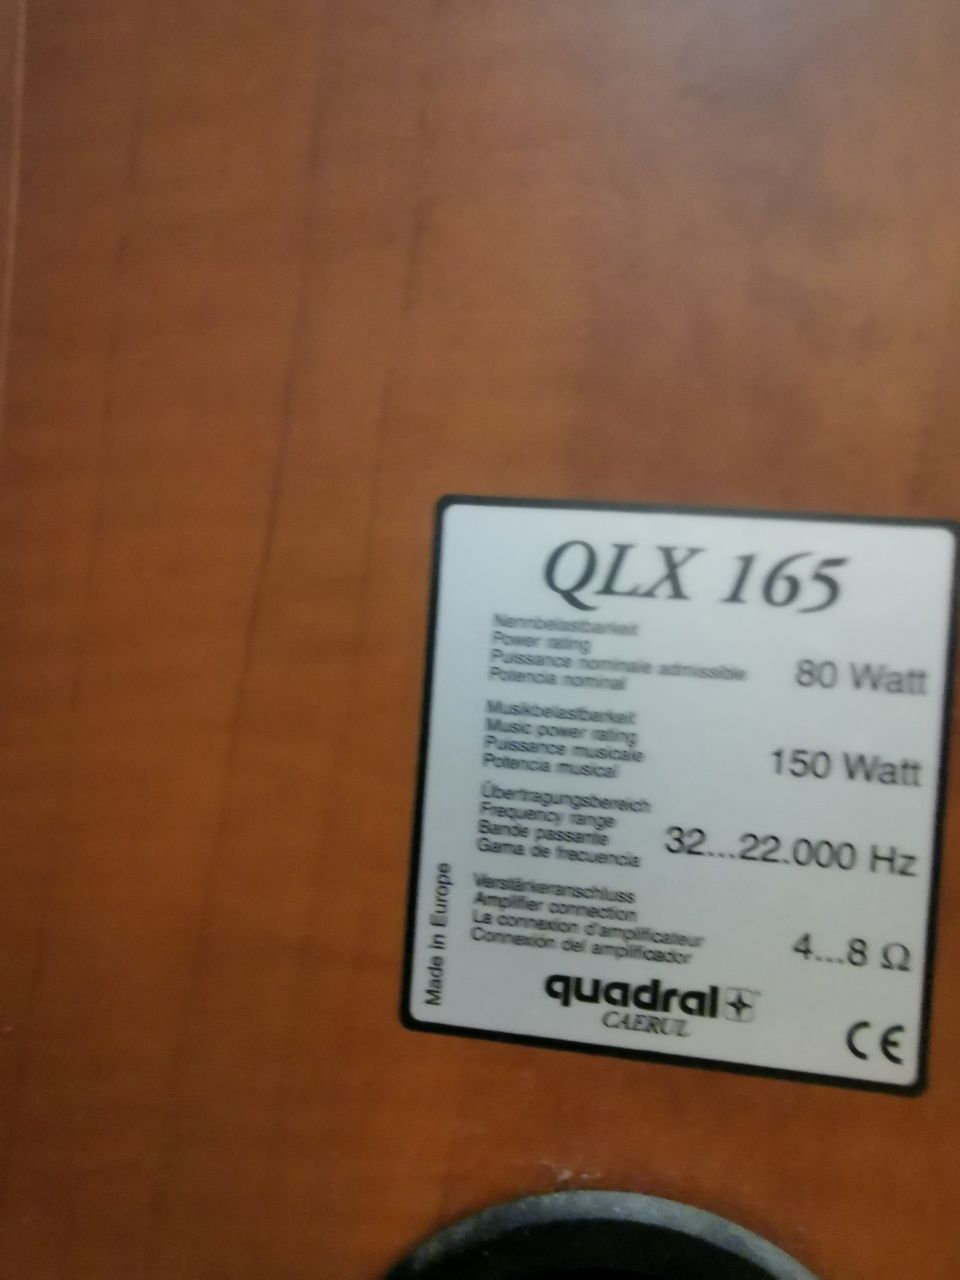 QLX 165
Nennbelastbarkeit
Power rating
Puissance nominale admissible
Potencia nominal
80 Watt
Musikbelastbarkeit
Music power rating
Puissance musicale
Potencia musical
150 Watt
Übertragungsbereich
Frequency range
Bande passante
Gama de frecuencia
32...22.000 Hz
Verstärkeranschluss
Amplifier connection
La connexion d'amplificateur
Connexión del amplificador
4...8 Ω
Made in Europe
quadral
CAERUL
CE